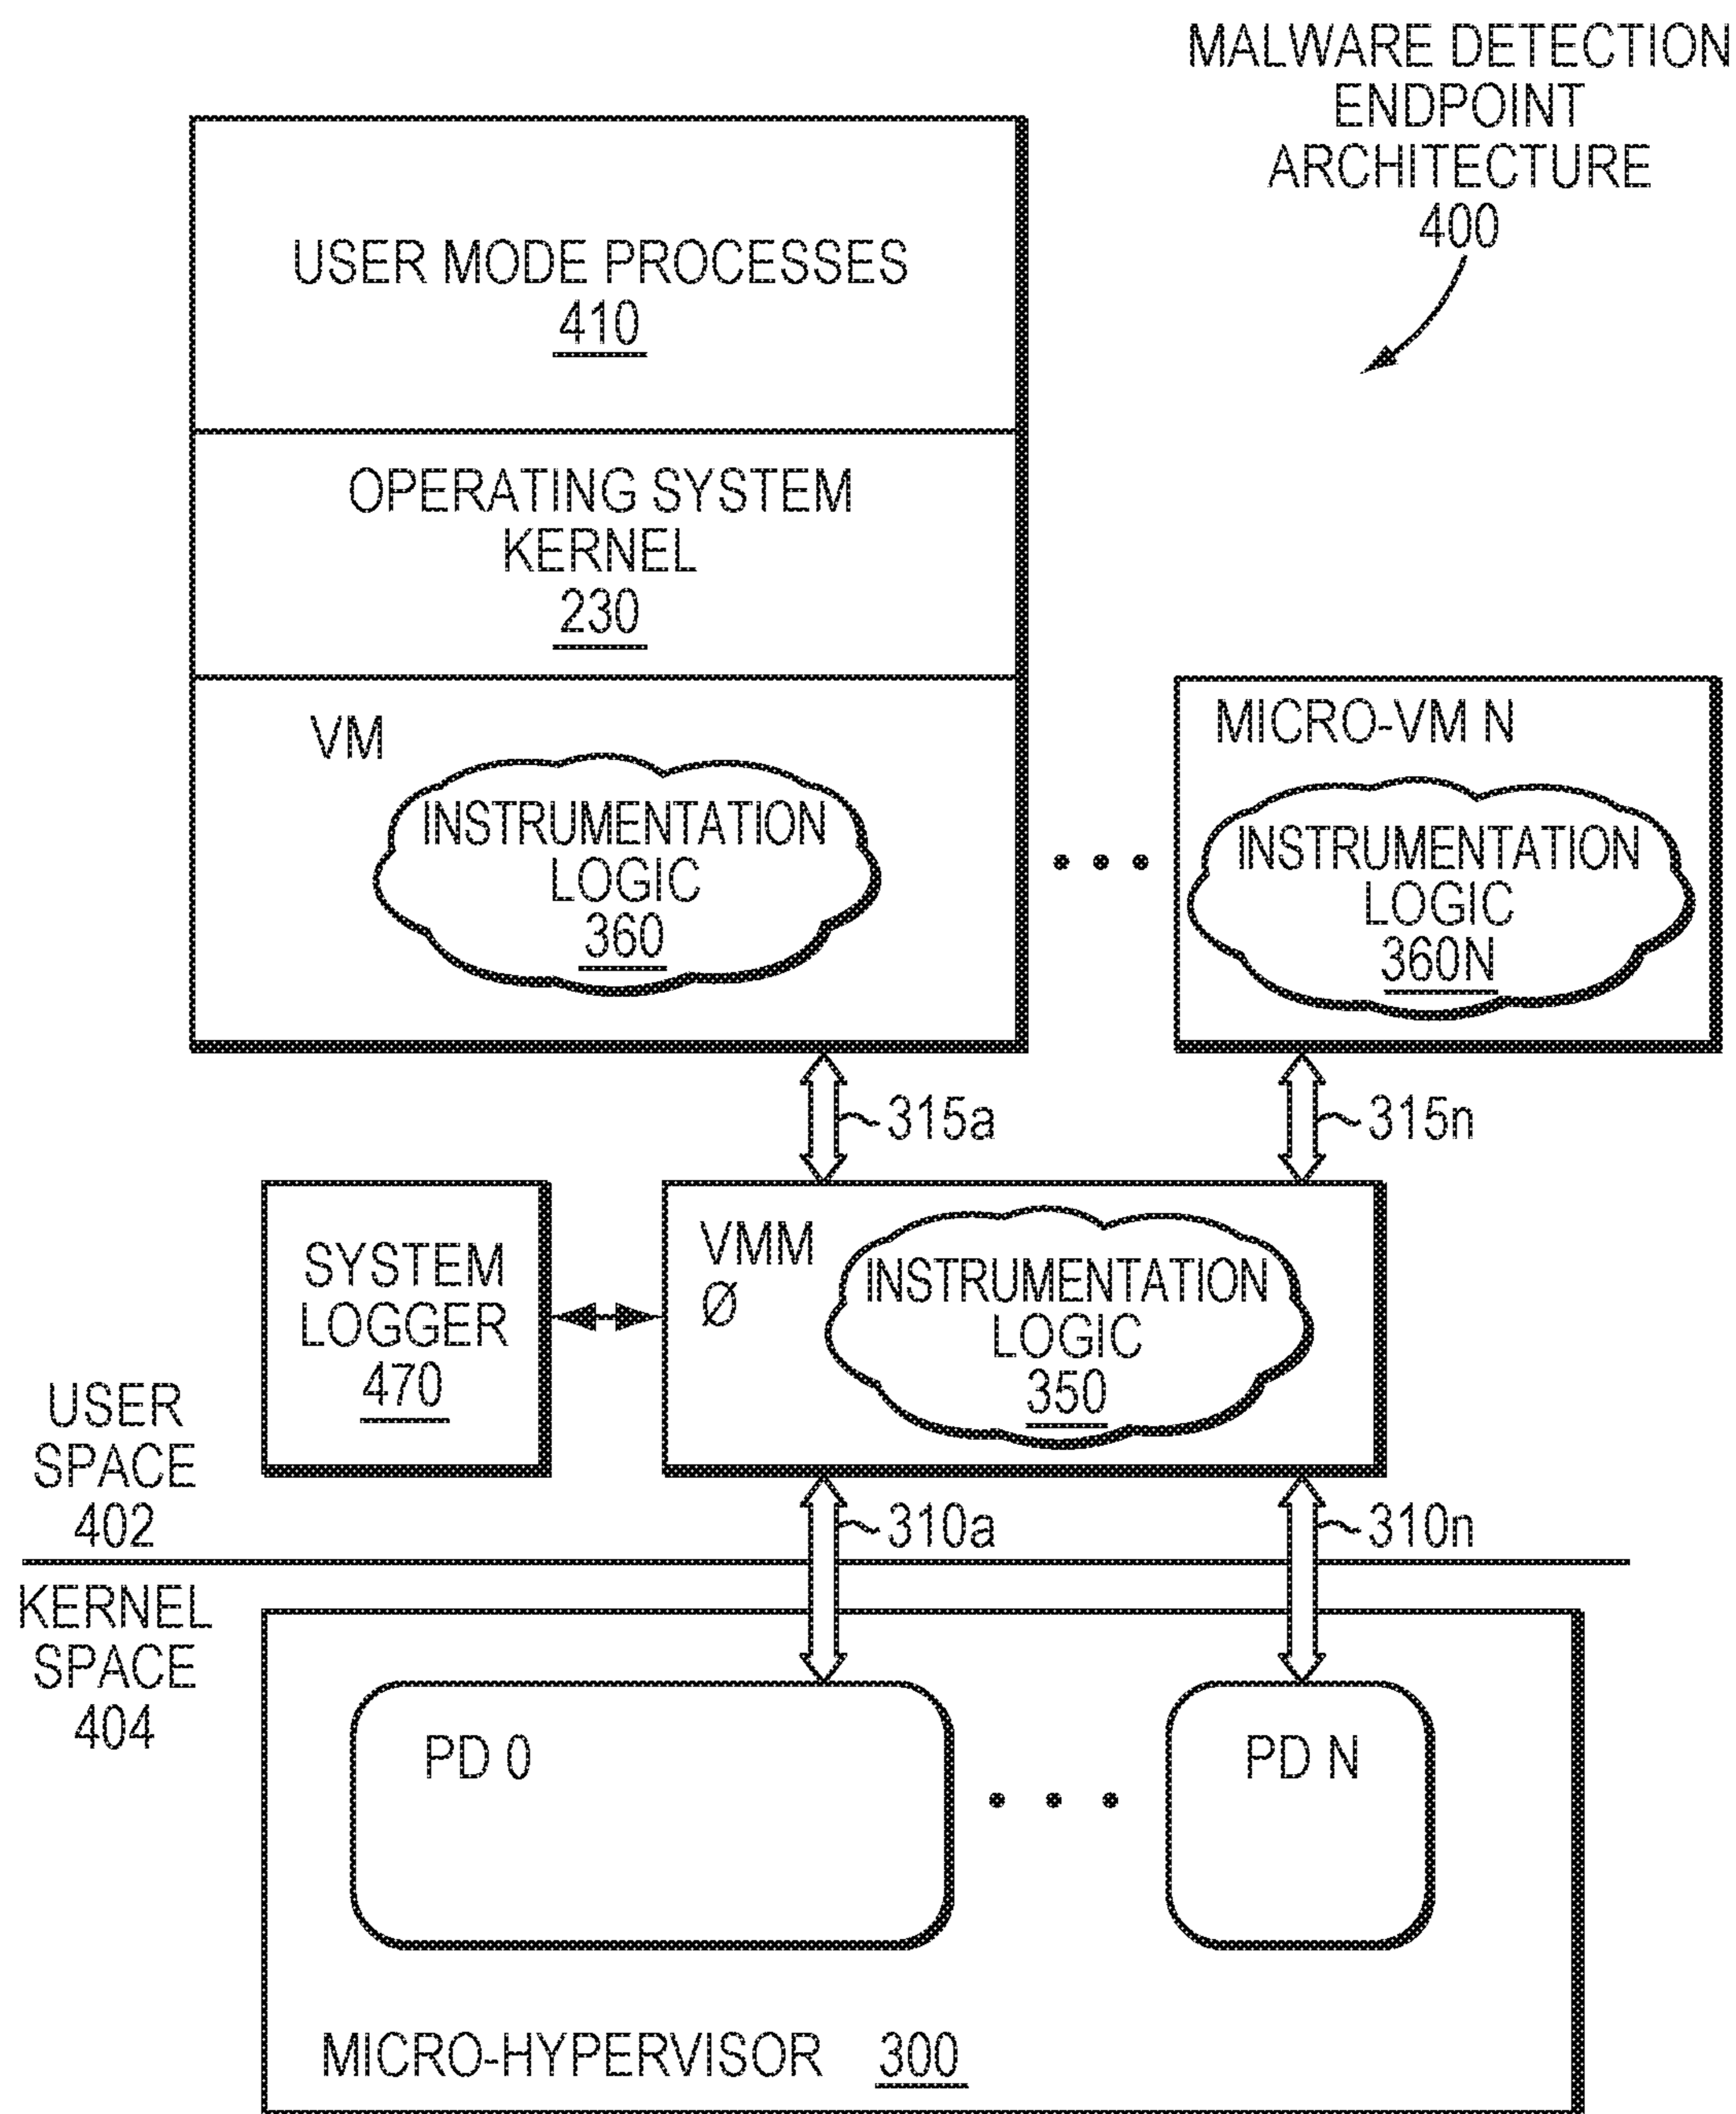 MALWARE DETECTION
ENDPOINT
ARCHITECTURE
400
USER MODE PROCESSES
410
OPERATING SYSTEM
KERNEL
230
VM
INSTRUMENTATION
LOGIC
360
MICRO-VM N
INSTRUMENTATION
LOGIC
360N
315a
315n
SYSTEM
LOGGER
470
VMM
Ø
INSTRUMENTATION
LOGIC
350
USER
SPACE
402
310a
310n
KERNEL
SPACE
404
PD 0
PD N
MICRO-HYPERVISOR 300